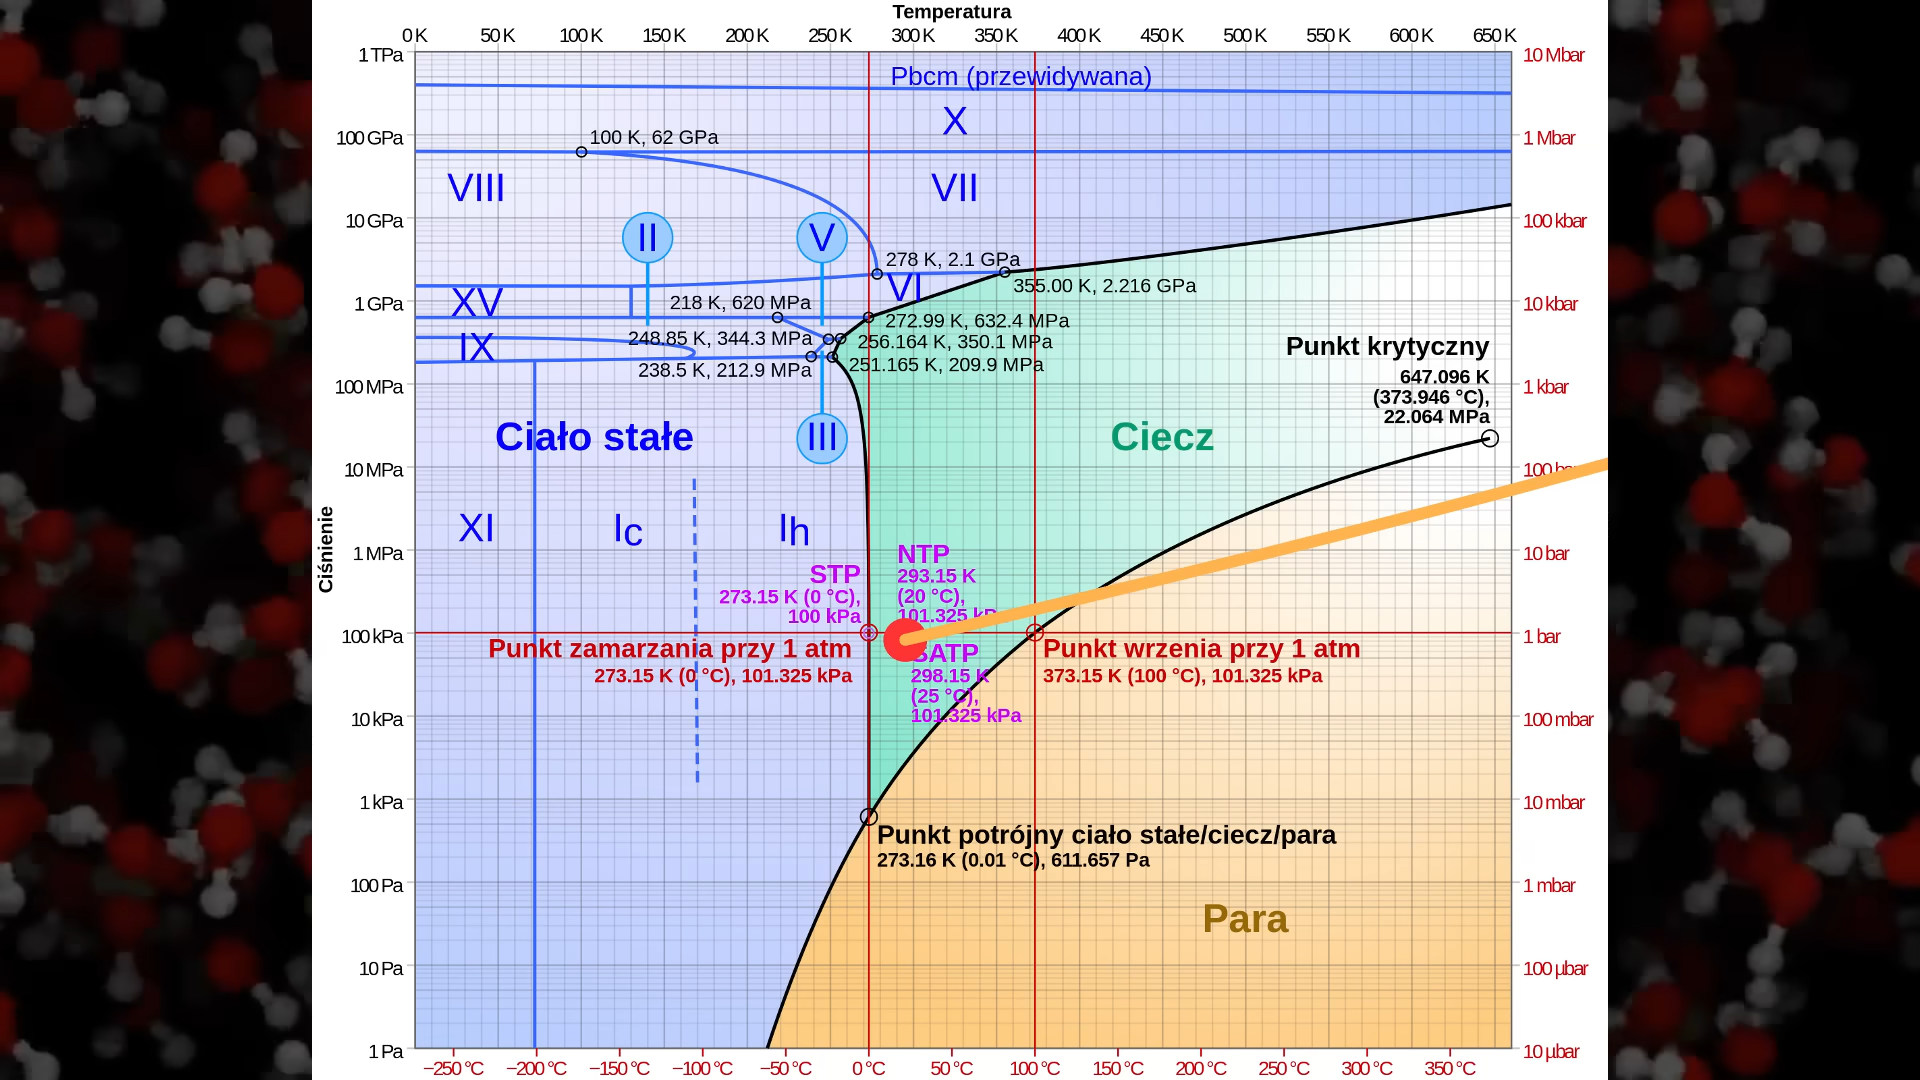 Temperatura
0 K 50 K 100 K 150 K 200 K 250 K 300 K 350 K 400 K 450 K 500 K 550 K 600 K 650 K
1 TPa
10 Mbar
Pbcm (przewidywana)
X
100 GPa
100 K, 62 GPa
1 Mbar
VIII
VII
10 GPa
100 kbar
II
V
278 K, 2.1 GPa
VI
355.00 K, 2.216 GPa
1 GPa
XV
218 K, 620 MPa
10 kbar
272.99 K, 632.4 MPa
248.85 K, 344.3 MPa
256.164 K, 350.1 MPa
IX
Punkt krytyczny
238.5 K, 212.9 MPa
251.165 K, 209.9 MPa
647.096 K
(373.946 °C),
22.064 MPa
100 MPa
1 kbar
Ciało stałe
III
Ciecz
10 MPa
100
XI
Ic
Ih
Ciśnienie
1 MPa
10 bar
STP
273.15 K (0 °C),
100 kPa
NTP
293.15 K
(20 °C),
101.325
100 kPa
1 bar
Punkt zamarzania przy 1 atm
273.15 K (0 °C), 101.325 kPa
SATP
298.15 K
(25 °C),
101.325 kPa
Punkt wrzenia przy 1 atm
373.15 K (100 °C), 101.325 kPa
10 kPa
100 mbar
1 kPa
10 mbar
Punkt potrójny ciało stałe/ciecz/para
273.16 K (0.01 °C), 611.657 Pa
100 Pa
1 mbar
Para
10 Pa
100 µbar
1 Pa
10 µbar
−250 °C −200 °C −150 °C −100 °C −50 °C 0 °C 50 °C 100 °C 150 °C 200 °C 250 °C 300 °C 350 °C